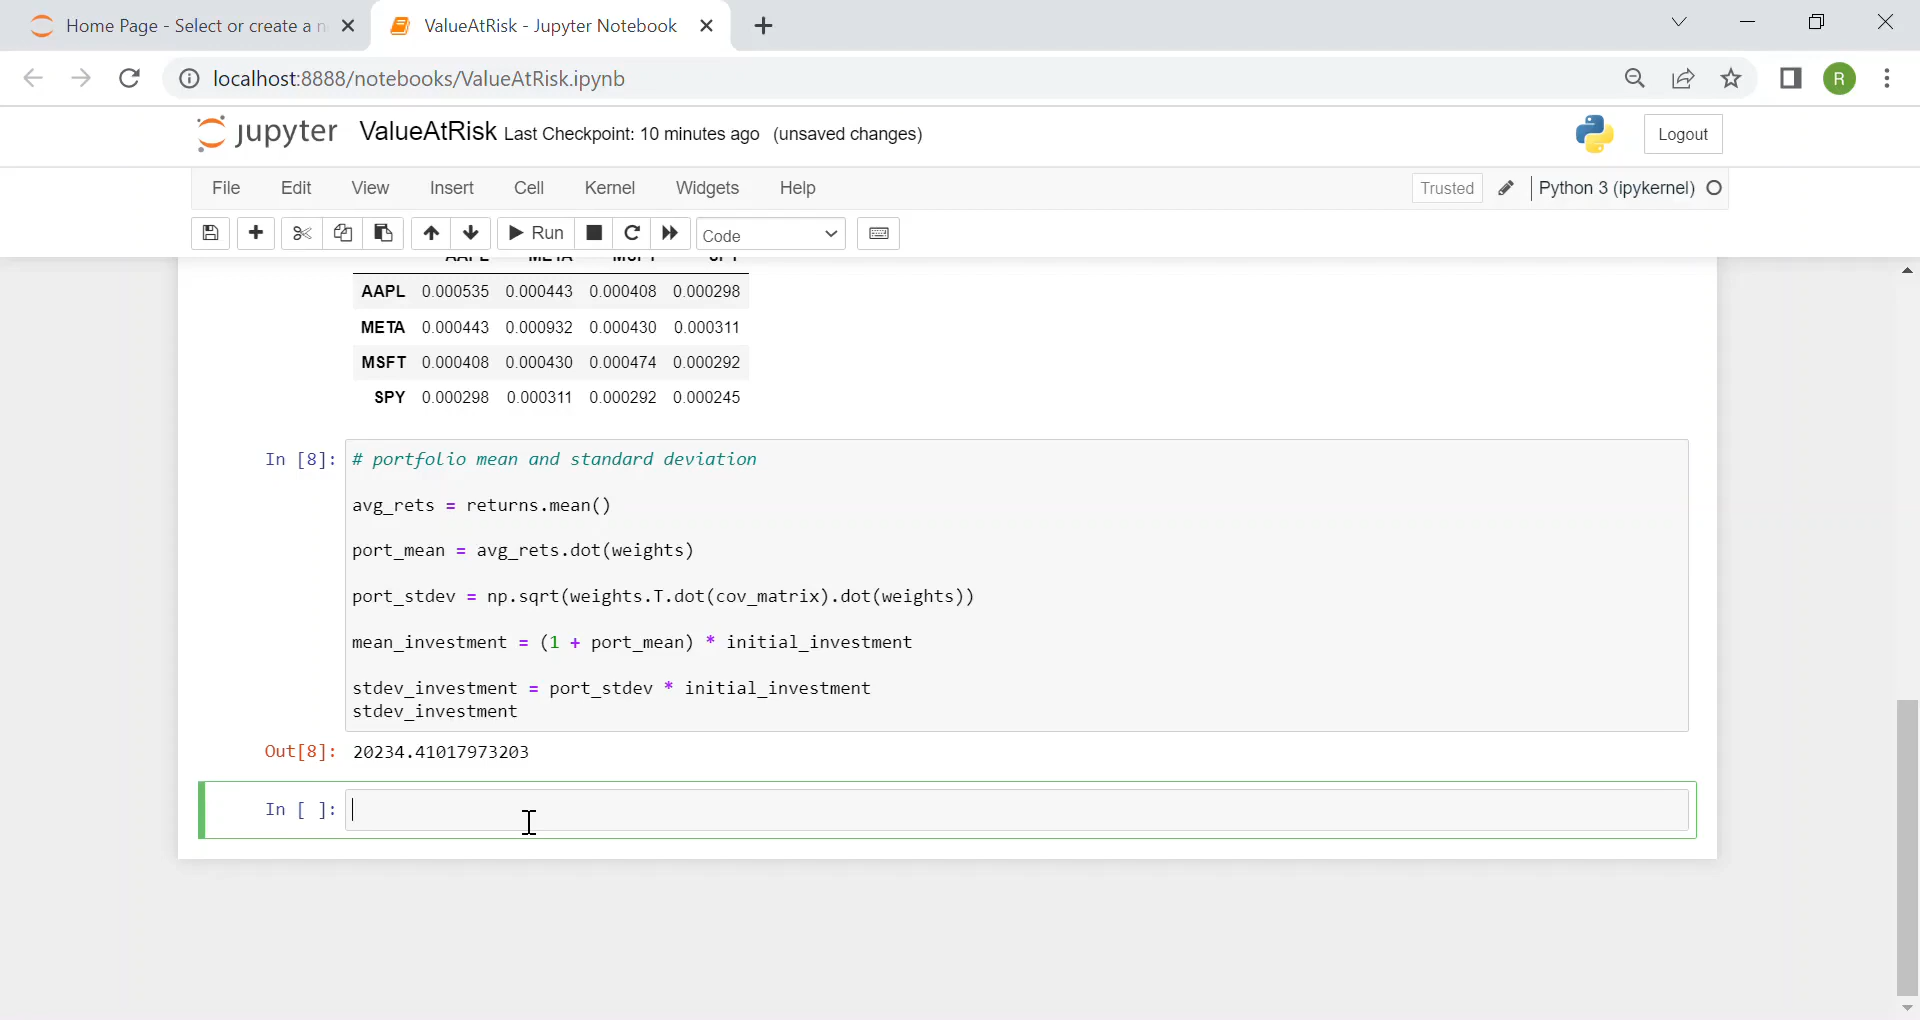 Home Page - Select or create a n
ValueAtRisk - Jupyter Notebook
localhost:8888/notebooks/ValueAtRisk.ipynb
R
jupyter ValueAtRisk Last Checkpoint: 10 minutes ago (unsaved changes)
Logout
File Edit View Insert Cell Kernel Widgets Help
Trusted Python 3 (ipykernel)
Run Code
AAPL META MSFT SPY
AAPL 0.000535 0.000443 0.000408 0.000298
META 0.000443 0.000932 0.000430 0.000311
MSFT 0.000408 0.000430 0.000474 0.000292
SPY 0.000298 0.000311 0.000292 0.000245
In [8]: # portfolio mean and standard deviation
avg_rets = returns.mean()
port_mean = avg_rets.dot(weights)
port_stdev = np.sqrt(weights.T.dot(cov_matrix).dot(weights))
mean_investment = (1 + port_mean) * initial_investment
stdev_investment = port_stdev * initial_investment
stdev_investment
Out[8]: 20234.41017973203
In [ ]: